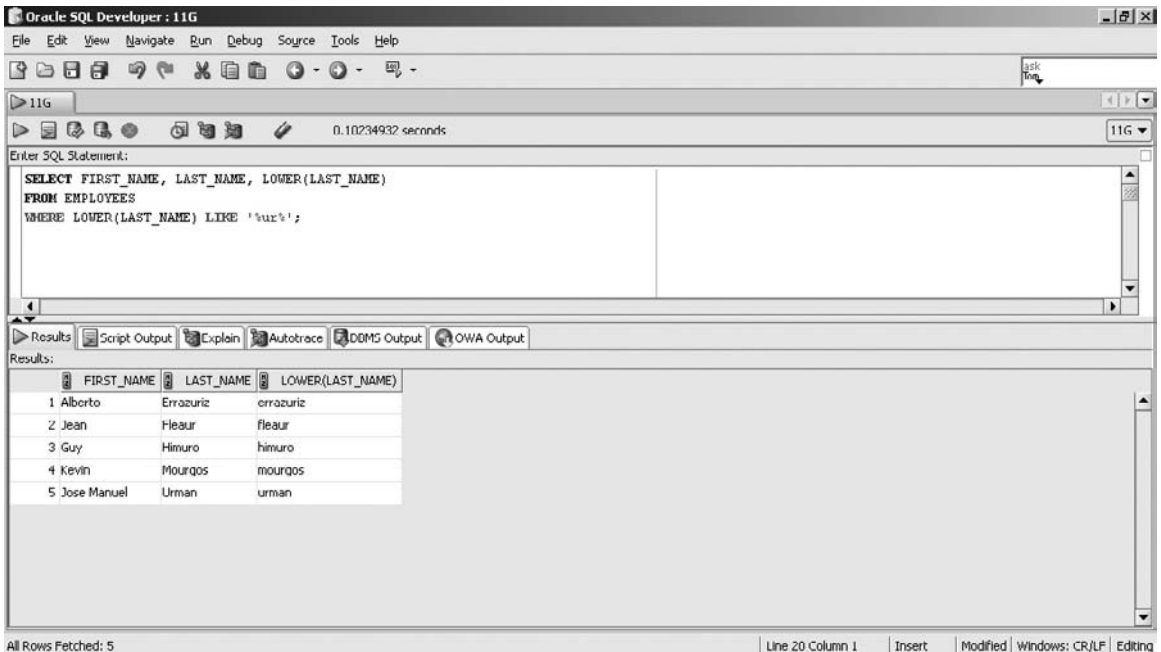 Oracle SQL Developer : 11G
File Edit View Navigate Run Debug Source Tools Help
ask
Tom
11G
0.10234932 seconds
11G
Enter SQL Statement:
SELECT FIRST_NAME, LAST_NAME, LOWER(LAST_NAME)
FROM EMPLOYEES
WHERE LOWER(LAST_NAME) LIKE '%ur%';
Results Script Output Explain Autotrace DBMS Output OWA Output
Results:
FIRST_NAME LAST_NAME LOWER(LAST_NAME)
1 Alberto Errazuriz errazuriz
2 Jean Fleaur fleaur
3 Guy Himuro himuro
4 Kevin Mourgos mourgos
5 Jose Manuel Urman urman
All Rows Fetched: 5 Line 20 Column 1 Insert Modified Windows: CR/LF Editing